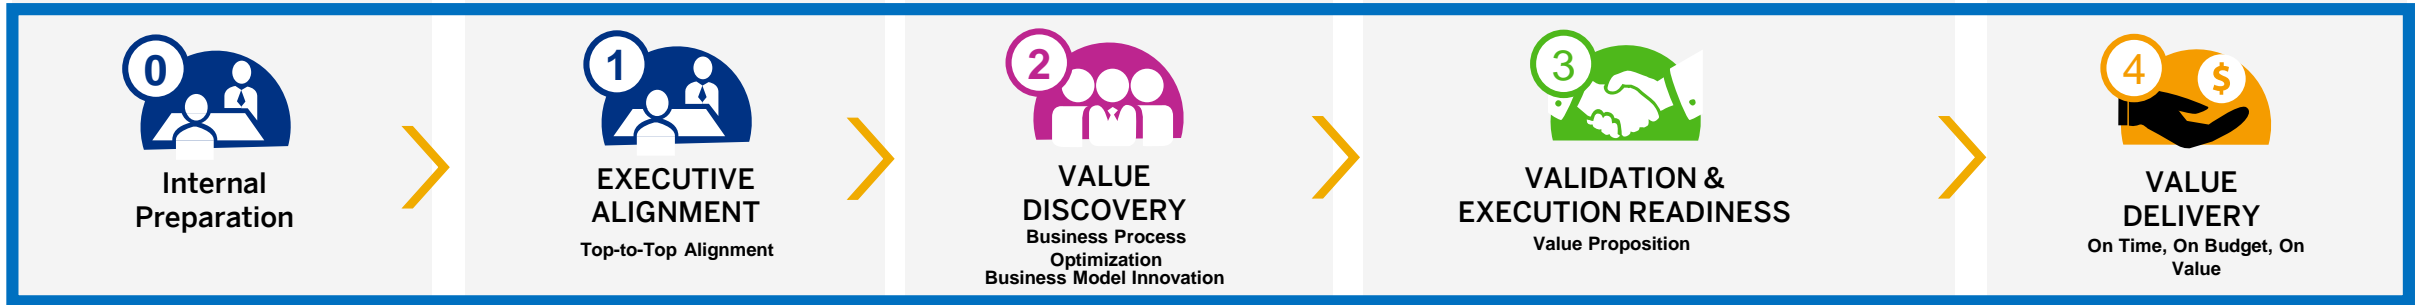 0
Internal
Preparation
1
EXECUTIVE
ALIGNMENT
Top-to-Top Alignment
2
VALUE
DISCOVERY
Business Process
Optimization
Business Model Innovation
3
VALIDATION &
EXECUTION READINESS
Value Proposition
4
$
VALUE
DELIVERY
On Time, On Budget, On
Value